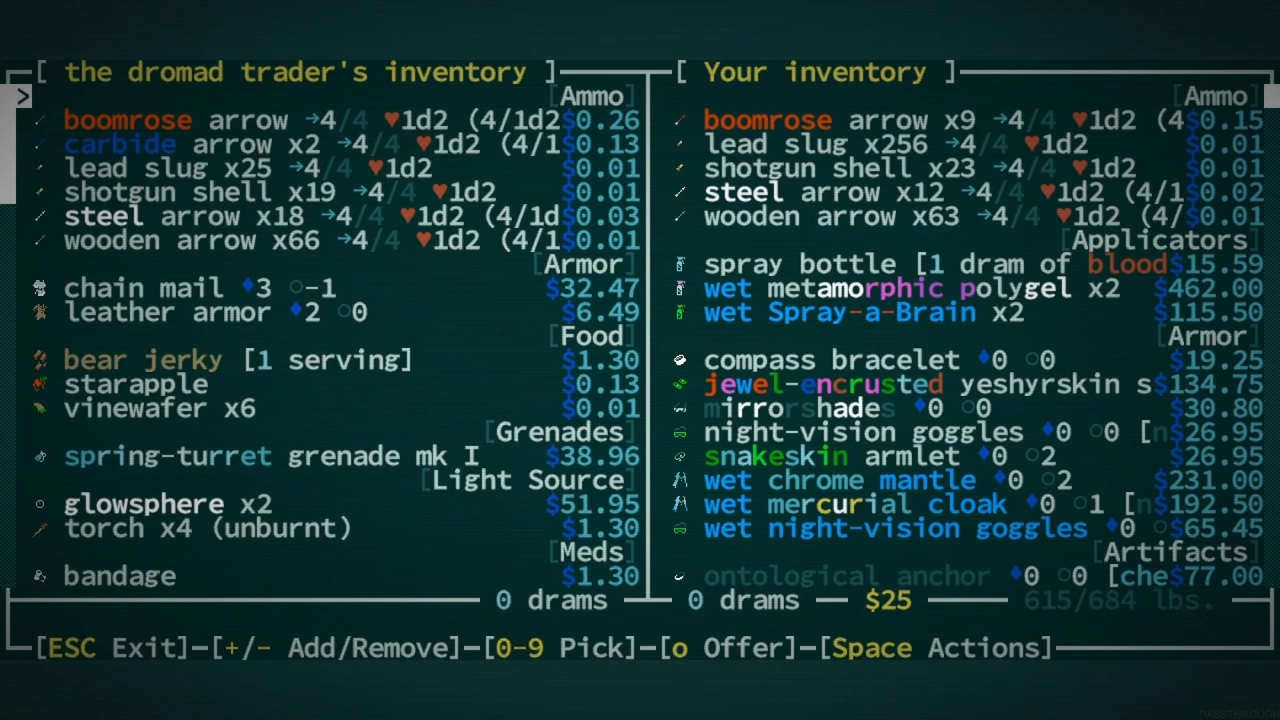 [ the dromad trader's inventory ]
>
[Ammo]
boomrose arrow →4/4 ♥1d2 (4/1d2 $0.26
carbide arrow x2 →4/4 ♥1d2 (4/1 $0.13
lead slug x25 →4/4 ♥1d2 $0.01
shotgun shell x19 →4/4 ♥1d2 $0.01
steel arrow x18 →4/4 ♥1d2 (4/1d $0.03
wooden arrow x66 →4/4 ♥1d2 (4/1 $0.01
[Armor]
chain mail ♦3 ○-1 $32.47
leather armor ♦2 ○0 $6.49
[Food]
bear jerky [1 serving] $1.30
starapple $0.13
vinewafer x6 $0.01
[Grenades]
spring-turret grenade mk I $38.96
[Light Source]
glowsphere x2 $51.95
torch x4 (unburnt) $1.30
[Meds]
bandage $1.30
0 drams
[ Your inventory ]
[Ammo]
boomrose arrow x9 →4/4 ♥1d2 (4 $0.15
lead slug x256 →4/4 ♥1d2 $0.01
shotgun shell x23 →4/4 ♥1d2 $0.01
steel arrow x12 →4/4 ♥1d2 (4/1 $0.02
wooden arrow x63 →4/4 ♥1d2 (4/ $0.01
[Applicators]
spray bottle [1 dram of blood $15.59
wet metamorphic polygel x2 $462.00
wet Spray-a-Brain x2 $115.50
[Armor]
compass bracelet ♦0 ○0 $19.25
jewel-encrusted yeshyrskin s $134.75
mirrorshades ♦0 ○0 $30.80
night-vision goggles ♦0 ○0 [n $26.95
snakeskin armlet ♦0 ○2 $26.95
wet chrome mantle ♦0 ○2 $231.00
wet mercurial cloak ♦0 ○1 [n $192.50
wet night-vision goggles ♦0 ○ $65.45
[Artifacts]
ontological anchor ♦0 ○0 [che $77.00
0 drams — $25 — 615/684 lbs.
[ESC Exit]-[+/- Add/Remove]-[0-9 Pick]-[o Offer]-[Space Actions]